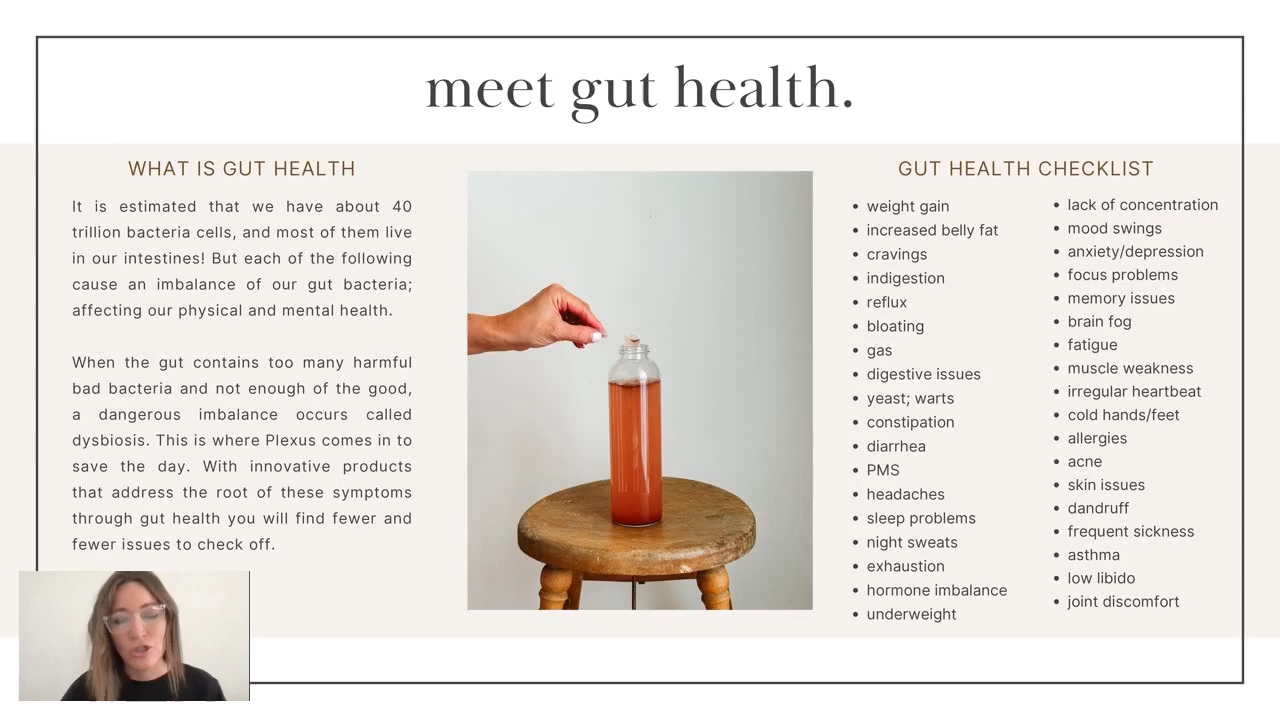 meet gut health.
WHAT IS GUT HEALTH
It is estimated that we have about 40
trillion bacteria cells, and most of them live
in our intestines! But each of the following
cause an imbalance of our gut bacteria;
affecting our physical and mental health.
When the gut contains too many harmful
bad bacteria and not enough of the good,
a dangerous imbalance occurs called
dysbiosis. This is where Plexus comes in to
save the day. With innovative products
that address the root of these symptoms
through gut health you will find fewer and
fewer issues to check off.
GUT HEALTH CHECKLIST
• weight gain
• increased belly fat
• cravings
• indigestion
• reflux
• bloating
• gas
• digestive issues
• yeast; warts
• constipation
• diarrhea
• PMS
• headaches
• sleep problems
• night sweats
• exhaustion
• hormone imbalance
• underweight
• lack of concentration
• mood swings
• anxiety/depression
• focus problems
• memory issues
• brain fog
• fatigue
• muscle weakness
• irregular heartbeat
• cold hands/feet
• allergies
• acne
• skin issues
• dandruff
• frequent sickness
• asthma
• low libido
• joint discomfort